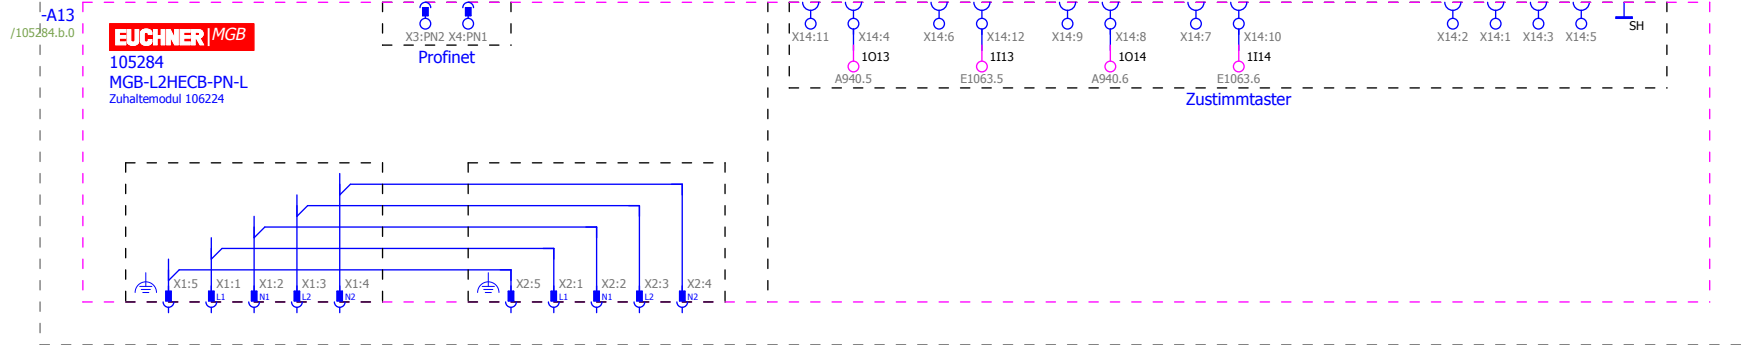 -A13
/105284.b.0
EUCHNER|MGB
105284
MGB-L2HECB-PN-L
Zuhaltemodul 106224
X3:PN2 X4:PN1
Profinet
X14:11 X14:4 X14:6 X14:12 X14:9 X14:8 X14:7 X14:10 X14:2 X14:1 X14:3 X14:5 SH
1O13 1I13 1O14 1I14
A940.5 E1063.5 A940.6 E1063.6
Zustimmtaster
X1:5 X1:1 X1:2 X1:3 X1:4 X2:5 X2:1 X2:2 X2:3 X2:4
L1 N1 L2 N2 L1 N1 L2 N2